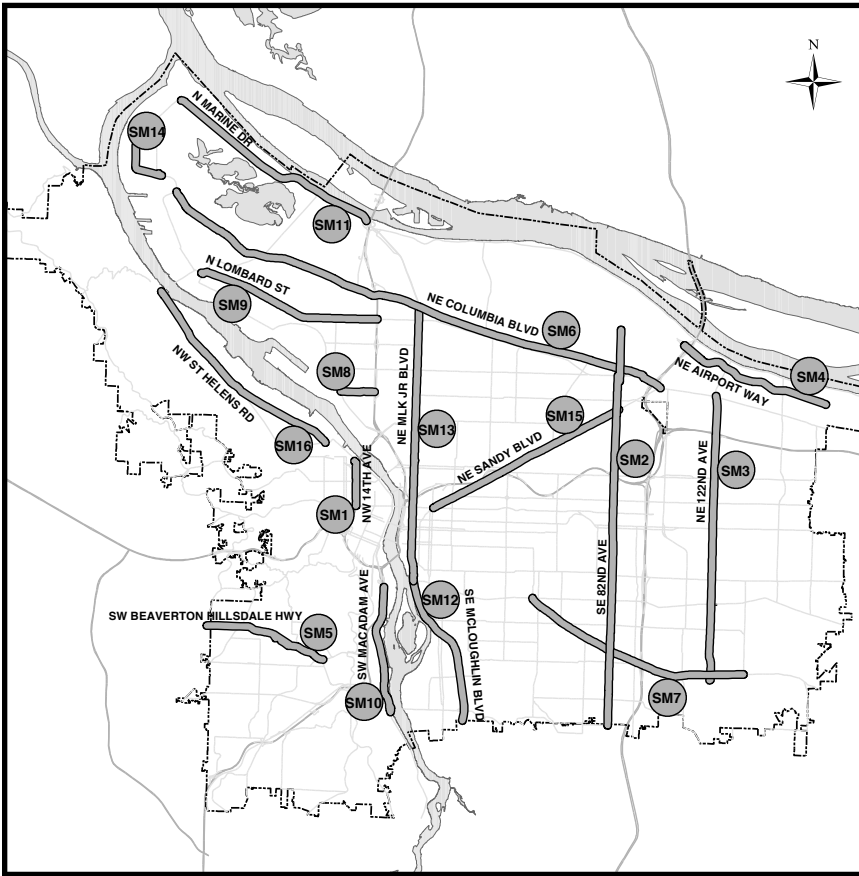 N
N MARINE DR
SM14
SM11
N LOMBARD ST
SM9
NE COLUMBIA BLVD
SM6
NE AIRPORT WAY
SM4
NW ST HELENS RD
SM8
NE MLK JR BLVD
SM13
SM15
NE SANDY BLVD
SM16
SM2
SM3
NE 122ND AVE
NW 14TH AVE
SM1
SE 82ND AVE
SW MACADAM AVE
SM12
SE MCLOUGHLIN BLVD
SW BEAVERTON HILLSDALE HWY
SM5
SM10
SM7